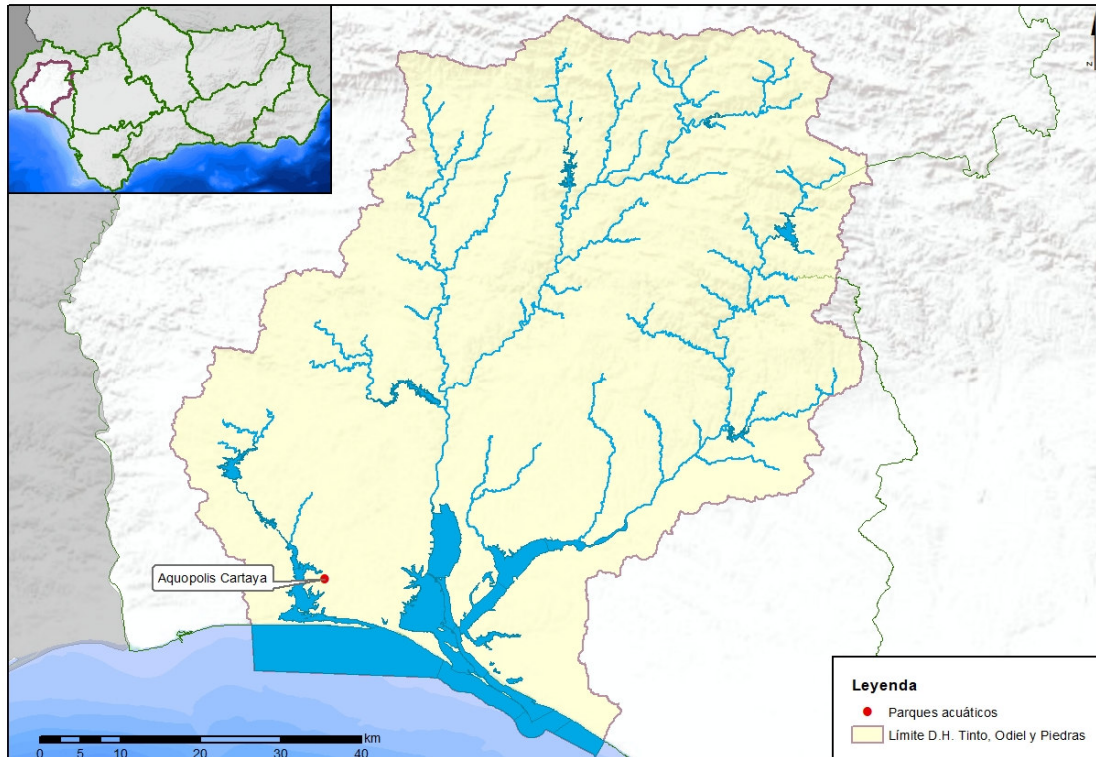 N
Aquopolis Cartaya
km
0 5 10 20 30 40
Leyenda
Parques acuáticos
Límite D.H. Tinto, Odiel y Piedras